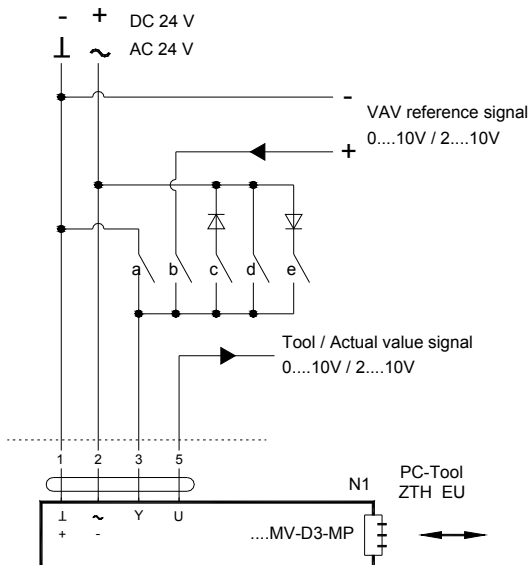 - + DC 24 V
⊥ ~ AC 24 V
-
VAV reference signal
0....10V / 2....10V
+
a b c d e
Tool / Actual value signal
0....10V / 2....10V
1 2 3 5
N1
PC-Tool
ZTH EU
⊥ ~ Y U
+ -
....MV-D3-MP